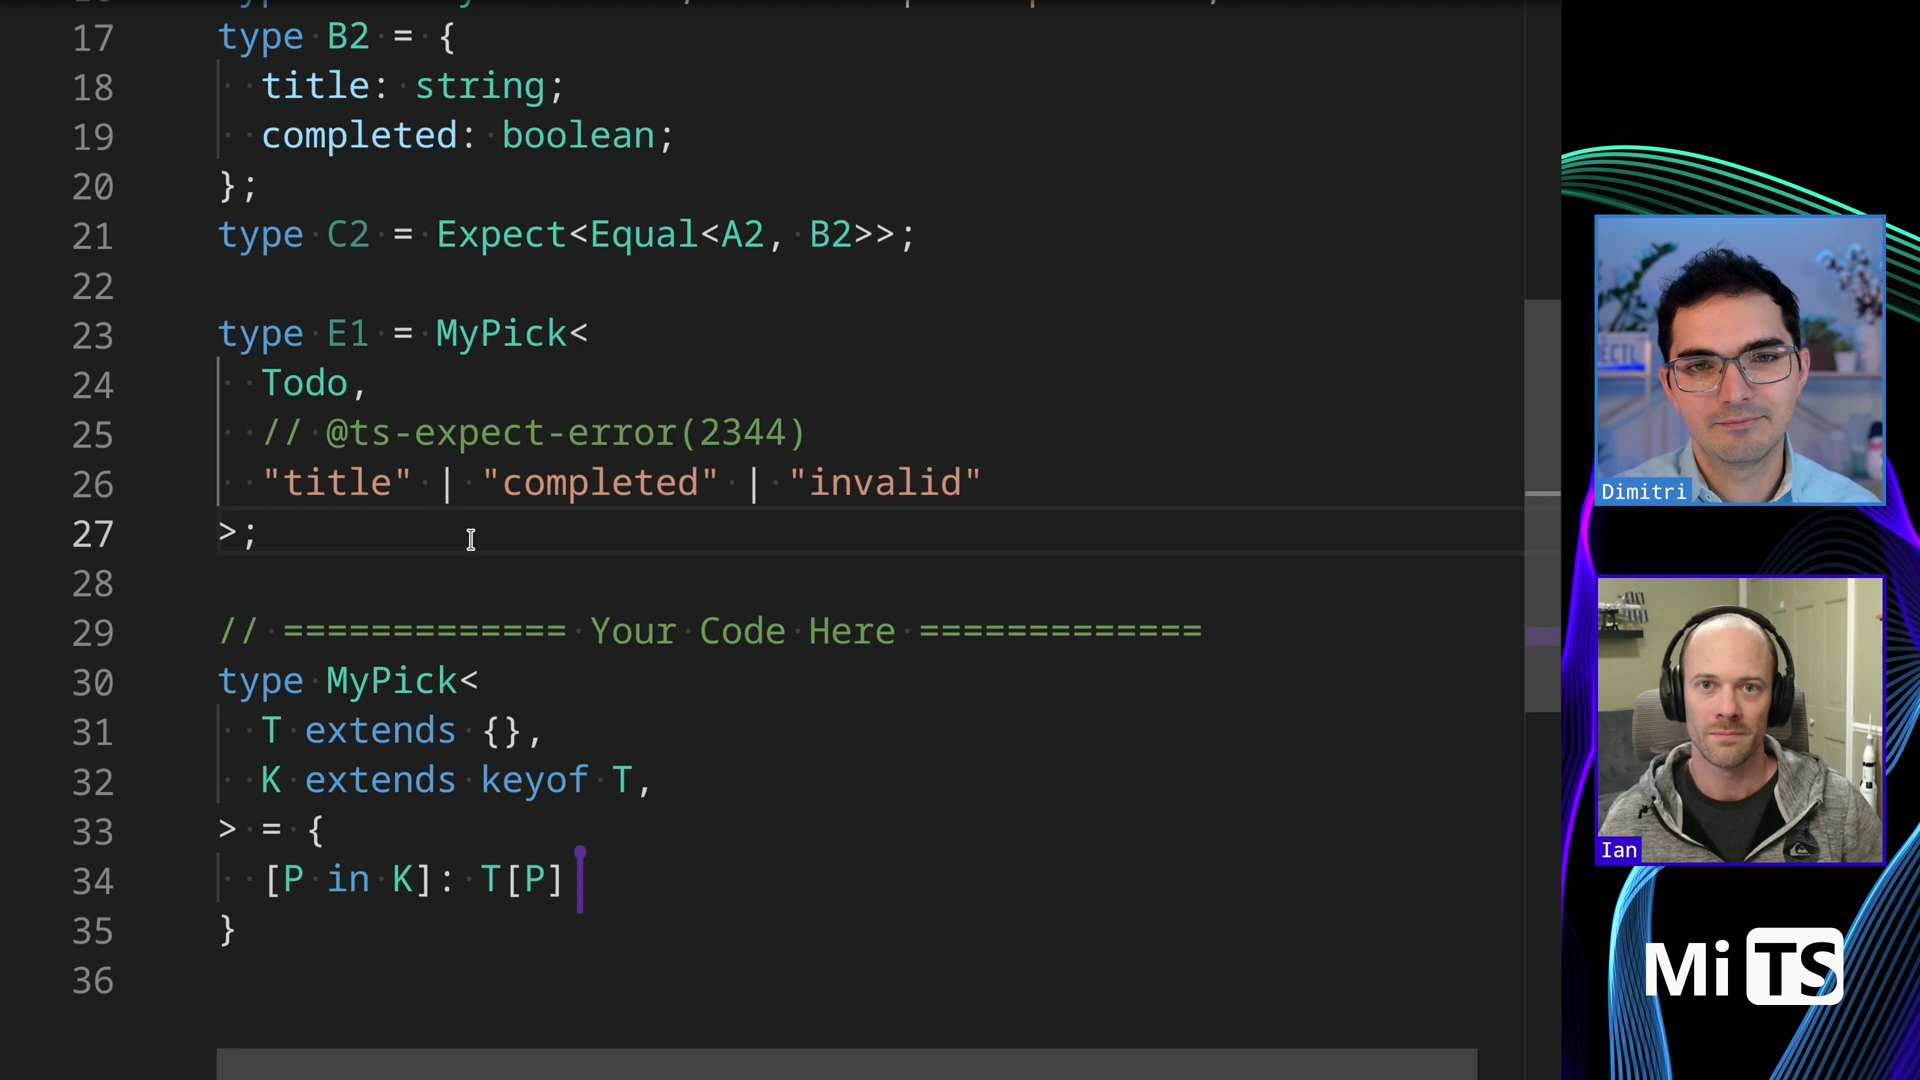 17 type B2 = {
18 title: string;
19 completed: boolean;
20 };
21 type C2 = Expect<Equal<A2, B2>>;
22
23 type E1 = MyPick<
24 Todo,
25 // @ts-expect-error(2344)
26 "title" | "completed" | "invalid"
27 >;
28
29 // ============= Your Code Here =============
30 type MyPick<
31 T extends {},
32 K extends keyof T,
33 > = {
34 [P in K]: T[P]
35 }
36
Dimitri
Ian
Mi TS